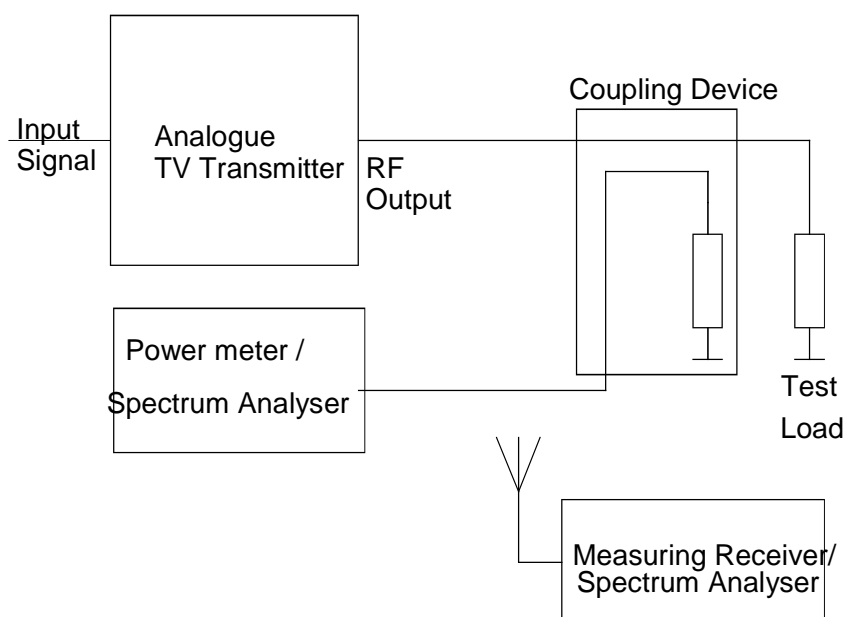 Coupling Device
Input
Signal
Analogue
TV Transmitter
RF
Output
Power meter /
Spectrum Analyser
Test
Load
Measuring Receiver/
Spectrum Analyser